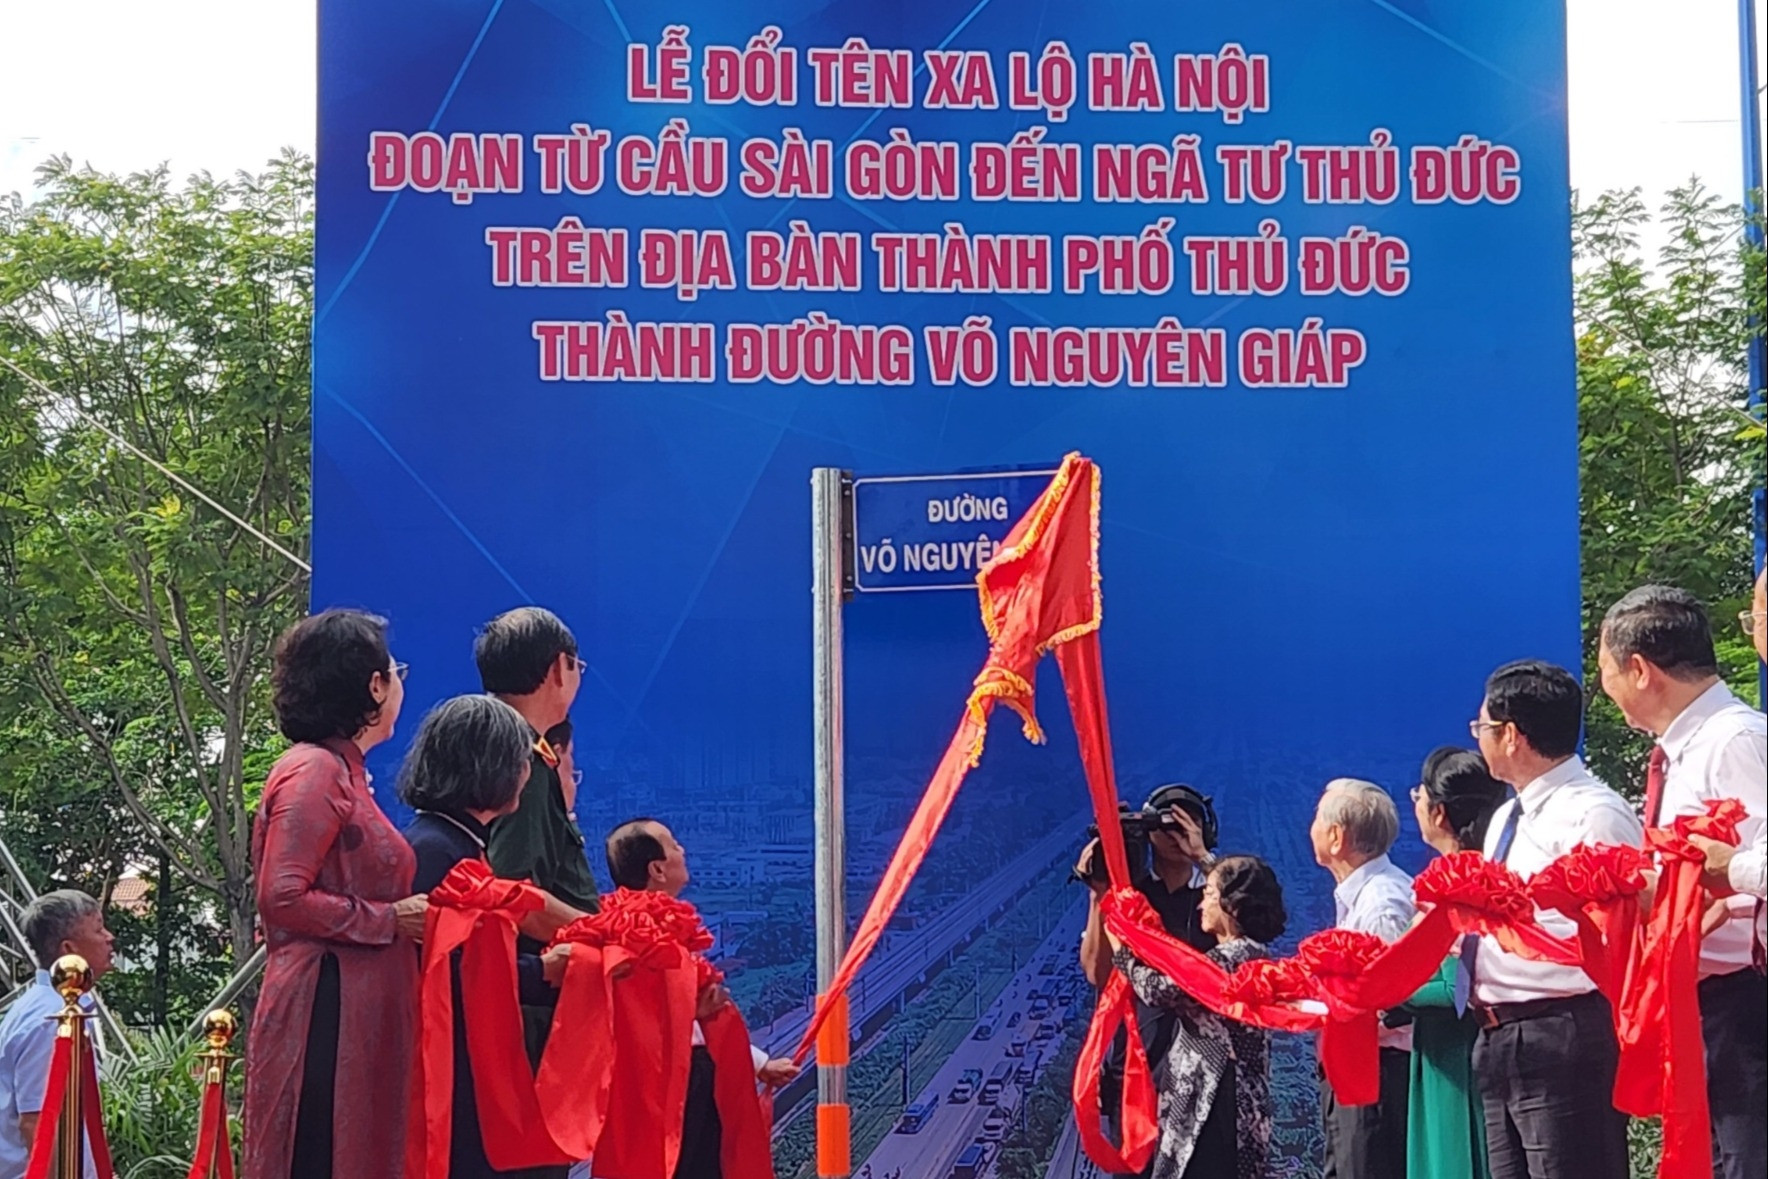 LỄ ĐỔI TÊN XA LỘ HÀ NỘI
ĐOẠN TỪ CẦU SÀI GÒN ĐẾN NGÃ TƯ THỦ ĐỨC
TRÊN ĐỊA BÀN THÀNH PHỐ THỦ ĐỨC
THÀNH ĐƯỜNG VÕ NGUYÊN GIÁP
ĐƯỜNG
VÕ NGUYÊN